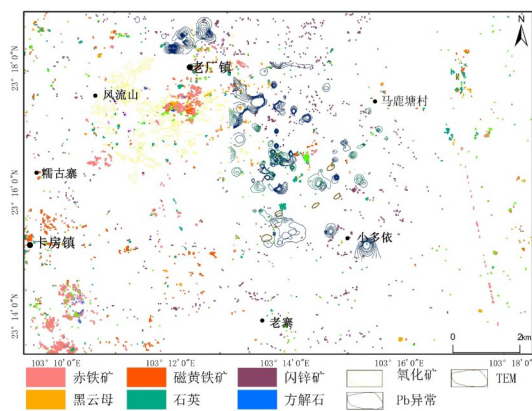 N
23° 18′ 0″N
23° 16′ 0″N
23° 14′ 0″N
老厂镇
风流山
马鹿塘村
糯古寨
卡房镇
小多依
老寨
0 2km
103° 10′ 0″E 103° 12′ 0″E 103° 14′ 0″E 103° 16′ 0″E 103° 18′ 0″E
赤铁矿 磁黄铁矿 闪锌矿 氧化矿 TEM
黑云母 石英 方解石 Pb异常